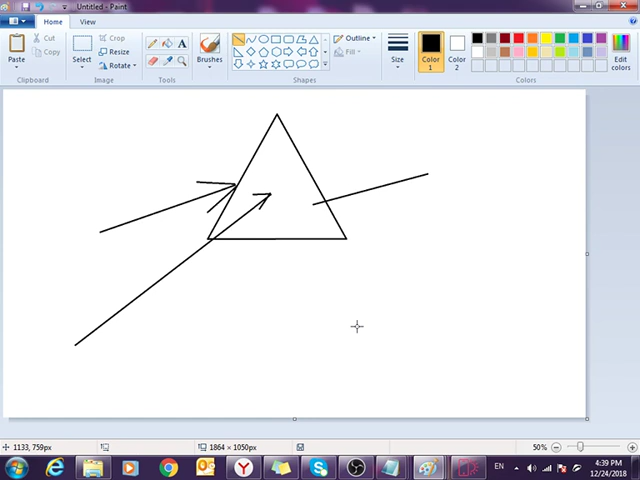 Untitled - Paint
Home View
Paste
Cut
Copy
Clipboard
Select
Crop
Resize
Rotate
Image
A
Tools
Brushes
Outline
Fill
Shapes
Size
Color 1
Color 2
Edit colors
Colors
1133, 759px
1864 × 1050px
50%
EN
4:39 PM
12/24/2018